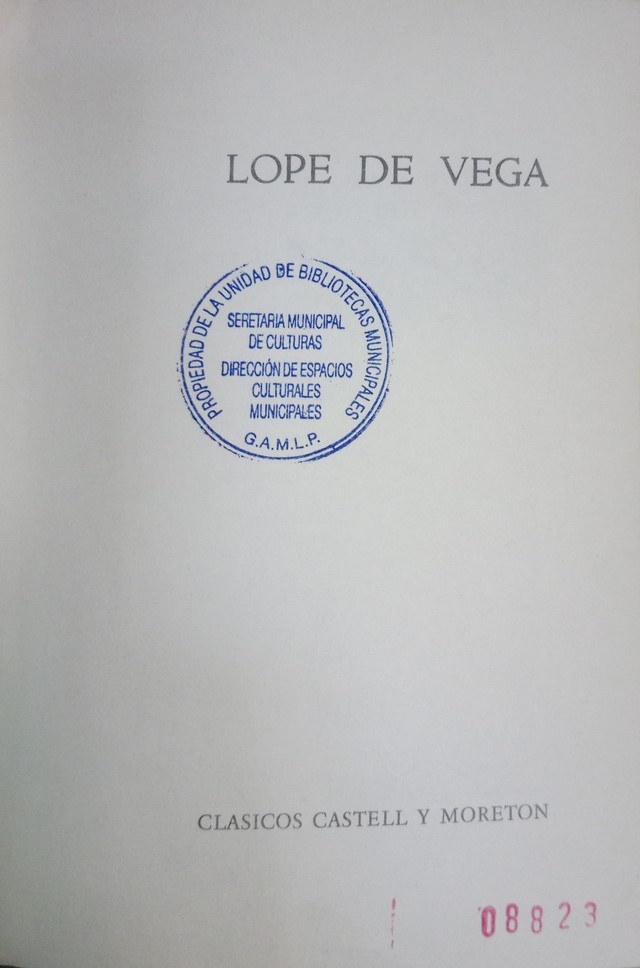 LOPE DE VEGA
PROPIEDAD DE LA UNIDAD DE BIBLIOTECAS MUNICIPALES
SERETARIA MUNICIPAL
DE CULTURAS
DIRECCIÓN DE ESPACIOS
CULTURALES
MUNICIPALES
G.A.M.L.P.
CLASICOS CASTELL Y MORETON
08823